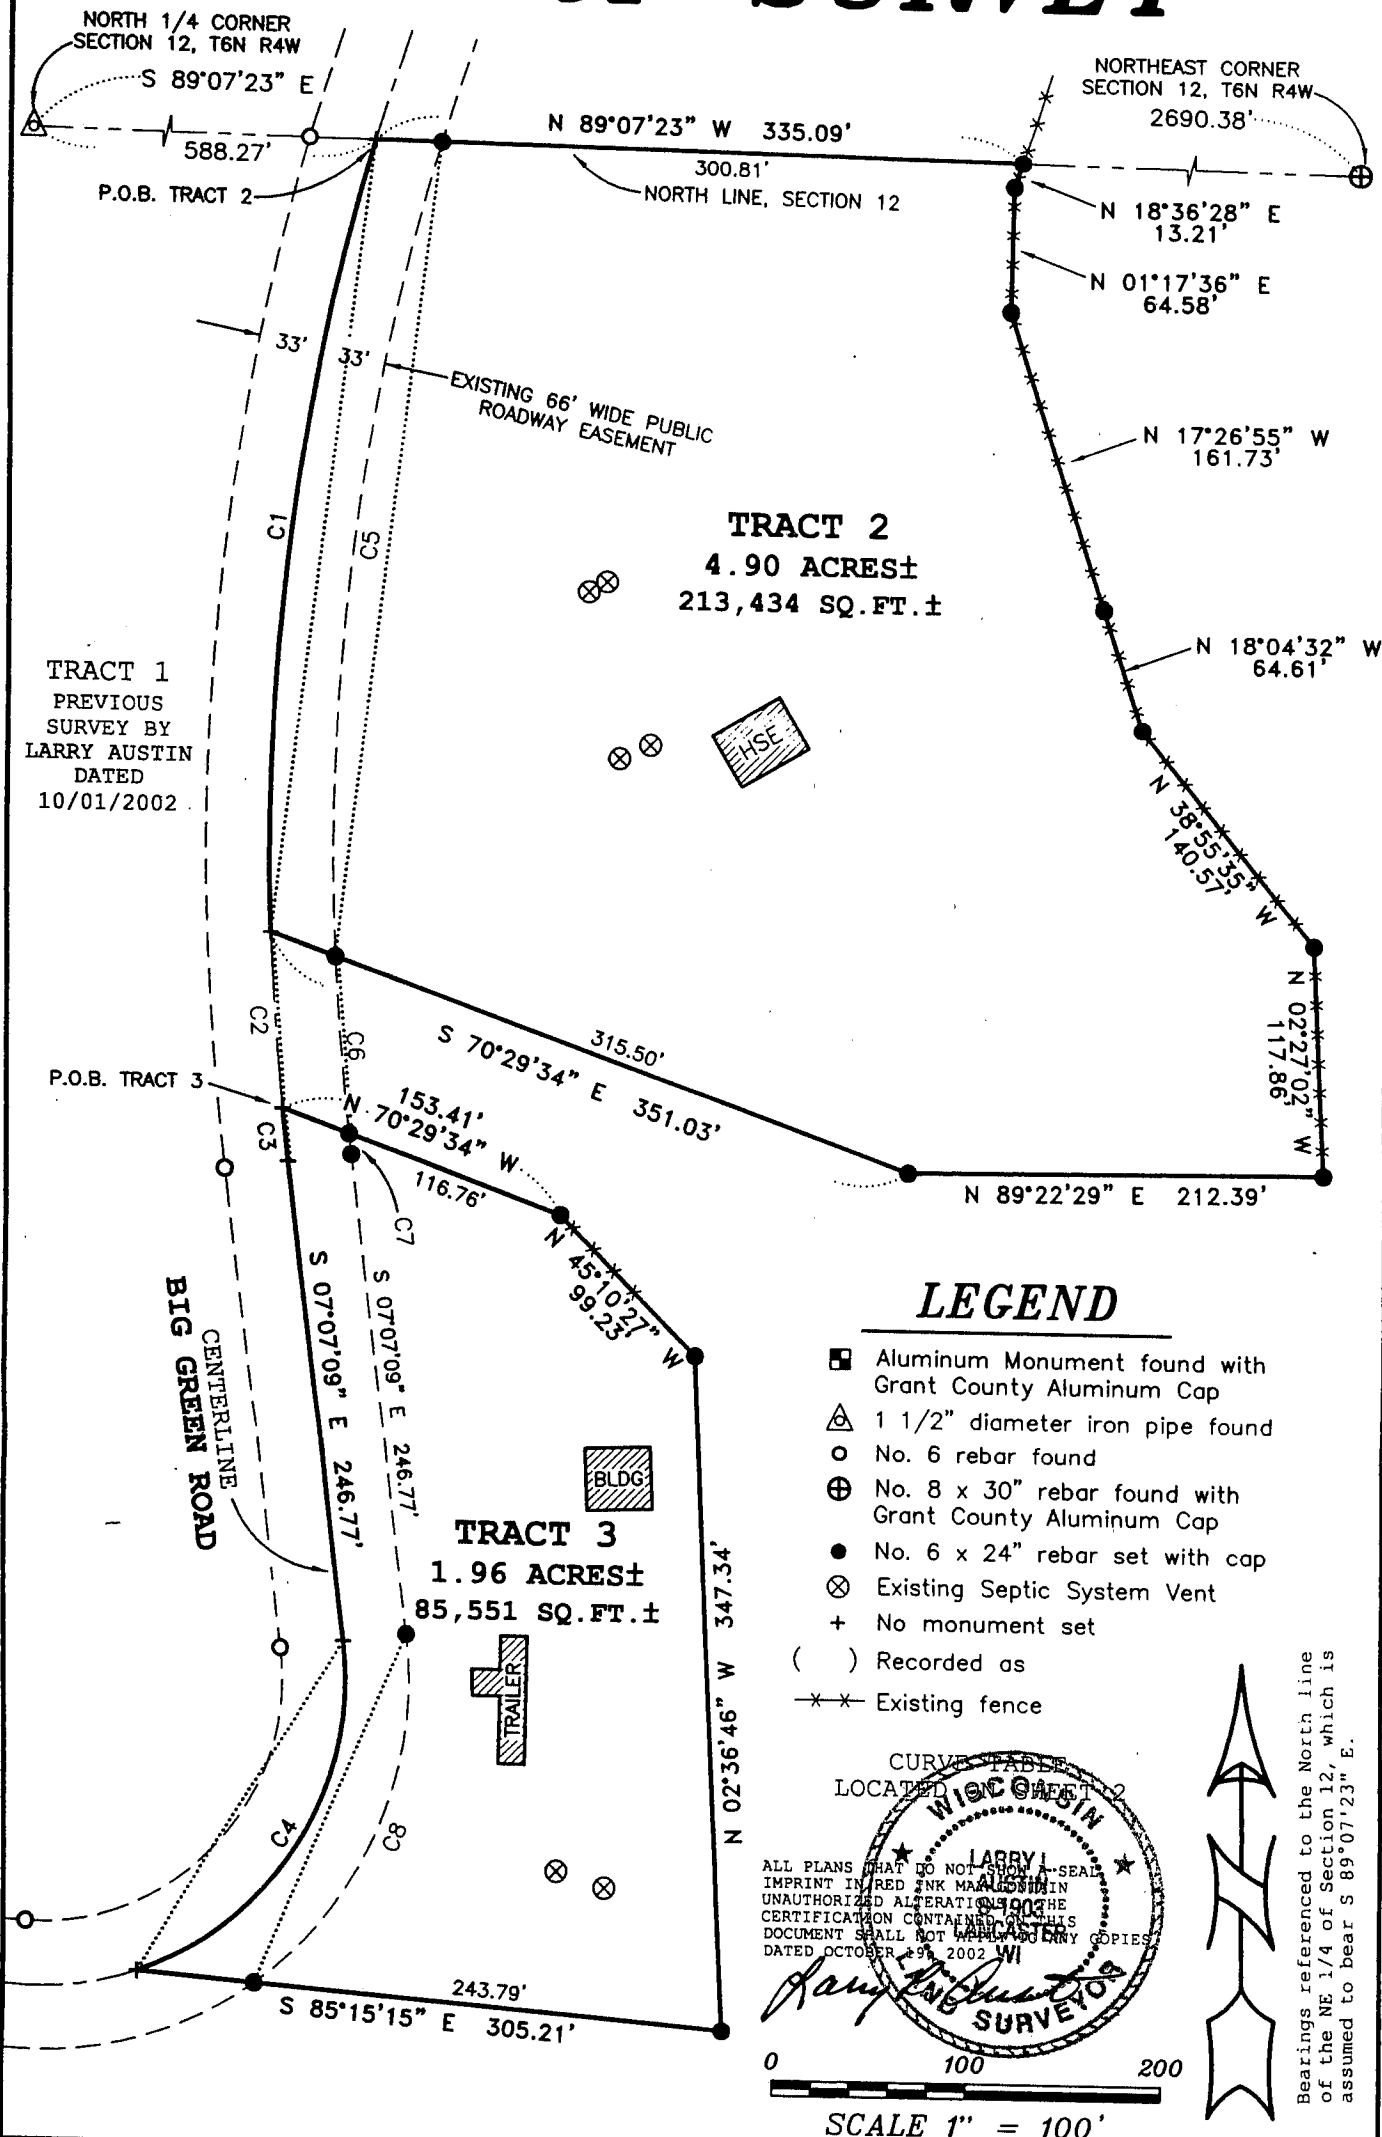 OF SURVEY
NORTH 1/4 CORNER
SECTION 12, T6N R4W
S 89°07'23" E
588.27'
P.O.B. TRACT 2
N 89°07'23" W 335.09'
300.81'
NORTH LINE, SECTION 12
NORTHEAST CORNER
SECTION 12, T6N R4W
2690.38'
N 18°36'28" E
13.21'
N 01°17'36" E
64.58'
33'
33'
EXISTING 66' WIDE PUBLIC
ROADWAY EASEMENT
N 17°26'55" W
161.73'
C1
C5
TRACT 2
4.90 ACRES±
213,434 SQ.FT.±
N 18°04'32" W
64.61'
TRACT 1
PREVIOUS
SURVEY BY
LARRY AUSTIN
DATED
10/01/2002
HSE
N 38°55'35" W
140.57'
N 02°27'02" W
117.86'
C2
C6
315.50'
S 70°29'34" E 351.03'
P.O.B. TRACT 3
153.41'
N 70°29'34" W
116.76'
C3
C7
N 89°22'29" E 212.39'
N 45°10'27" W
99.23'
S 07°07'09" E 246.77'
S 07°07'09" E 246.77'
CENTERLINE
BIG GREEN ROAD
BLDG
TRACT 3
1.96 ACRES±
85,551 SQ.FT.±
TRAILER
N 02°36'46" W 347.34'
C4
C8
243.79'
S 85°15'15" E 305.21'
LEGEND
Aluminum Monument found with
Grant County Aluminum Cap
1 1/2" diameter iron pipe found
No. 6 rebar found
No. 8 x 30" rebar found with
Grant County Aluminum Cap
No. 6 x 24" rebar set with cap
Existing Septic System Vent
No monument set
( ) Recorded as
Existing fence
CURVE TABLE
LOCATED ON SHEET 2
WISCONSIN
LARRY L.
AUSTIN
S-1903
LANCASTER
WI
LAND SURVEYOR
ALL PLANS THAT DO NOT SHOW A SEAL
IMPRINT IN RED INK MAY CONTAIN
UNAUTHORIZED ALTERATIONS. THE
CERTIFICATION CONTAINED ON THIS
DOCUMENT SHALL NOT APPLY TO ANY COPIES
DATED OCTOBER 19, 2002
Larry L. Austin
0 100 200
SCALE 1" = 100'
Bearings referenced to the North line
of the NE 1/4 of Section 12, which is
assumed to bear S 89°07'23" E.